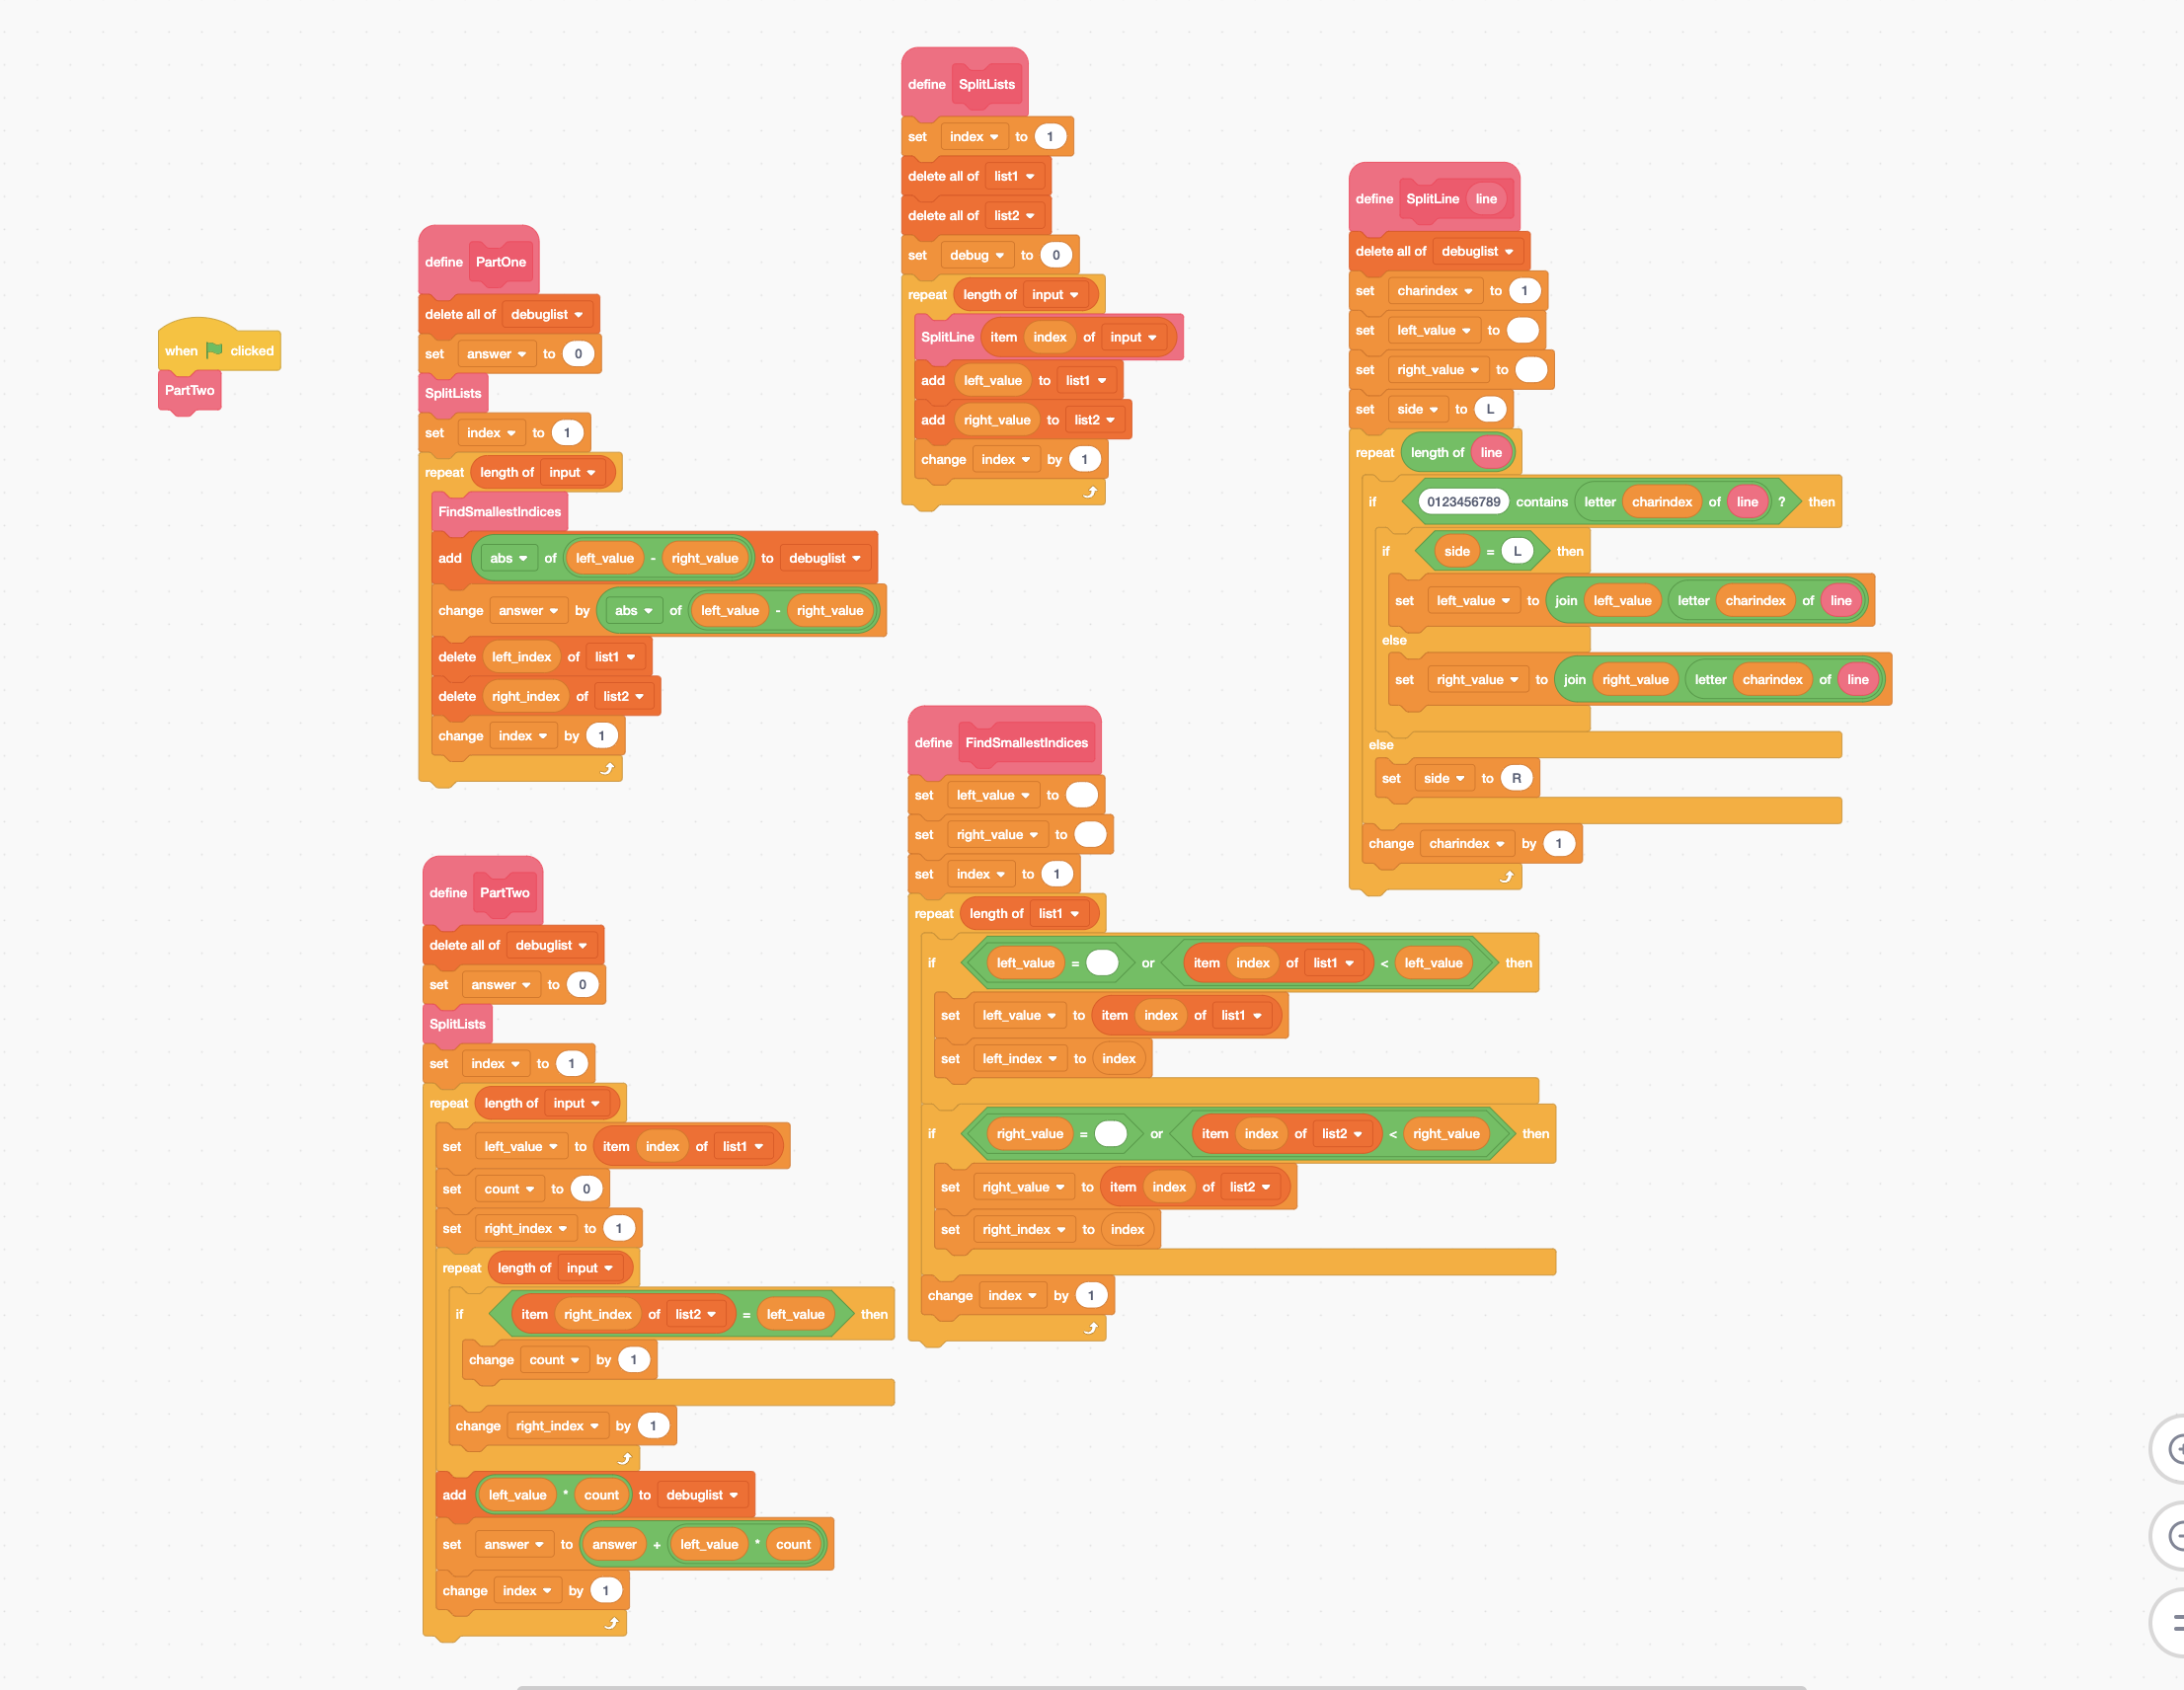 when clicked
PartTwo
define PartOne
delete all of debuglist
set answer to 0
SplitLists
set index to 1
repeat length of input
FindSmallestIndices
add abs of left_value - right_value to debuglist
change answer by abs of left_value - right_value
delete left_index of list1
delete right_index of list2
change index by 1
define PartTwo
delete all of debuglist
set answer to 0
SplitLists
set index to 1
repeat length of input
set left_value to item index of list1
set count to 0
set right_index to 1
repeat length of input
if item right_index of list2 = left_value then
change count by 1
change right_index by 1
add left_value * count to debuglist
set answer to answer + left_value * count
change index by 1
define SplitLists
set index to 1
delete all of list1
delete all of list2
set debug to 0
repeat length of input
SplitLine item index of input
add left_value to list1
add right_value to list2
change index by 1
define FindSmallestIndices
set left_value to
set right_value to
set index to 1
repeat length of list1
if left_value = or item index of list1 < left_value then
set left_value to item index of list1
set left_index to index
if right_value = or item index of list2 < right_value then
set right_value to item index of list2
set right_index to index
change index by 1
define SplitLine line
delete all of debuglist
set charindex to 1
set left_value to
set right_value to
set side to L
repeat length of line
if 0123456789 contains letter charindex of line ? then
if side = L then
set left_value to join left_value letter charindex of line
else
set right_value to join right_value letter charindex of line
else
set side to R
change charindex by 1